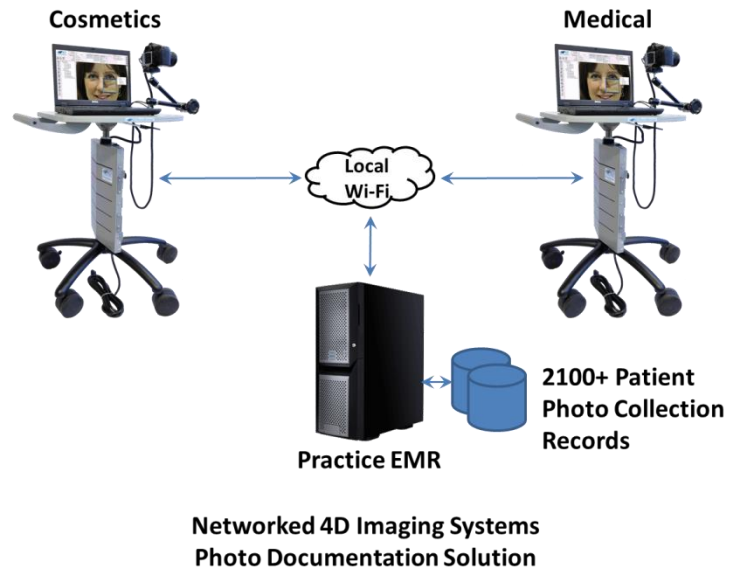 Cosmetics
Medical
Local
Wi-Fi
2100+ Patient
Photo Collection
Records
Practice EMR
Networked 4D Imaging Systems
Photo Documentation Solution